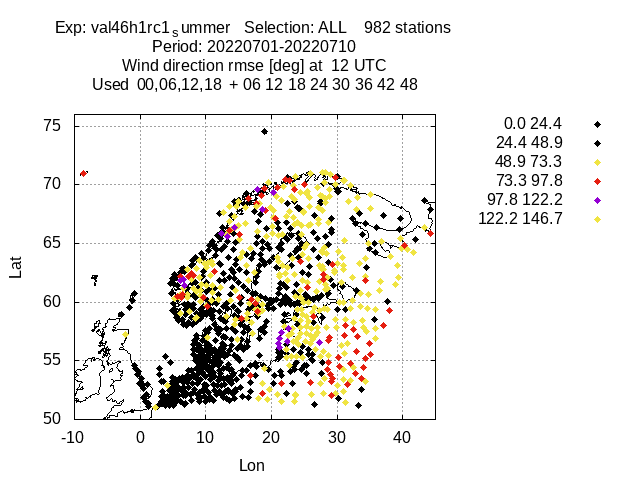 Exp: val46h1rc1summer Selection: ALL 982 stations
Period: 20220701-20220710
Wind direction rmse [deg] at 12 UTC
Used 00,06,12,18 + 06 12 18 24 30 36 42 48
0.0 24.4
24.4 48.9
48.9 73.3
73.3 97.8
97.8 122.2
122.2 146.7
75
70
65
60
55
50
Lat
-10 0 10 20 30 40
Lon